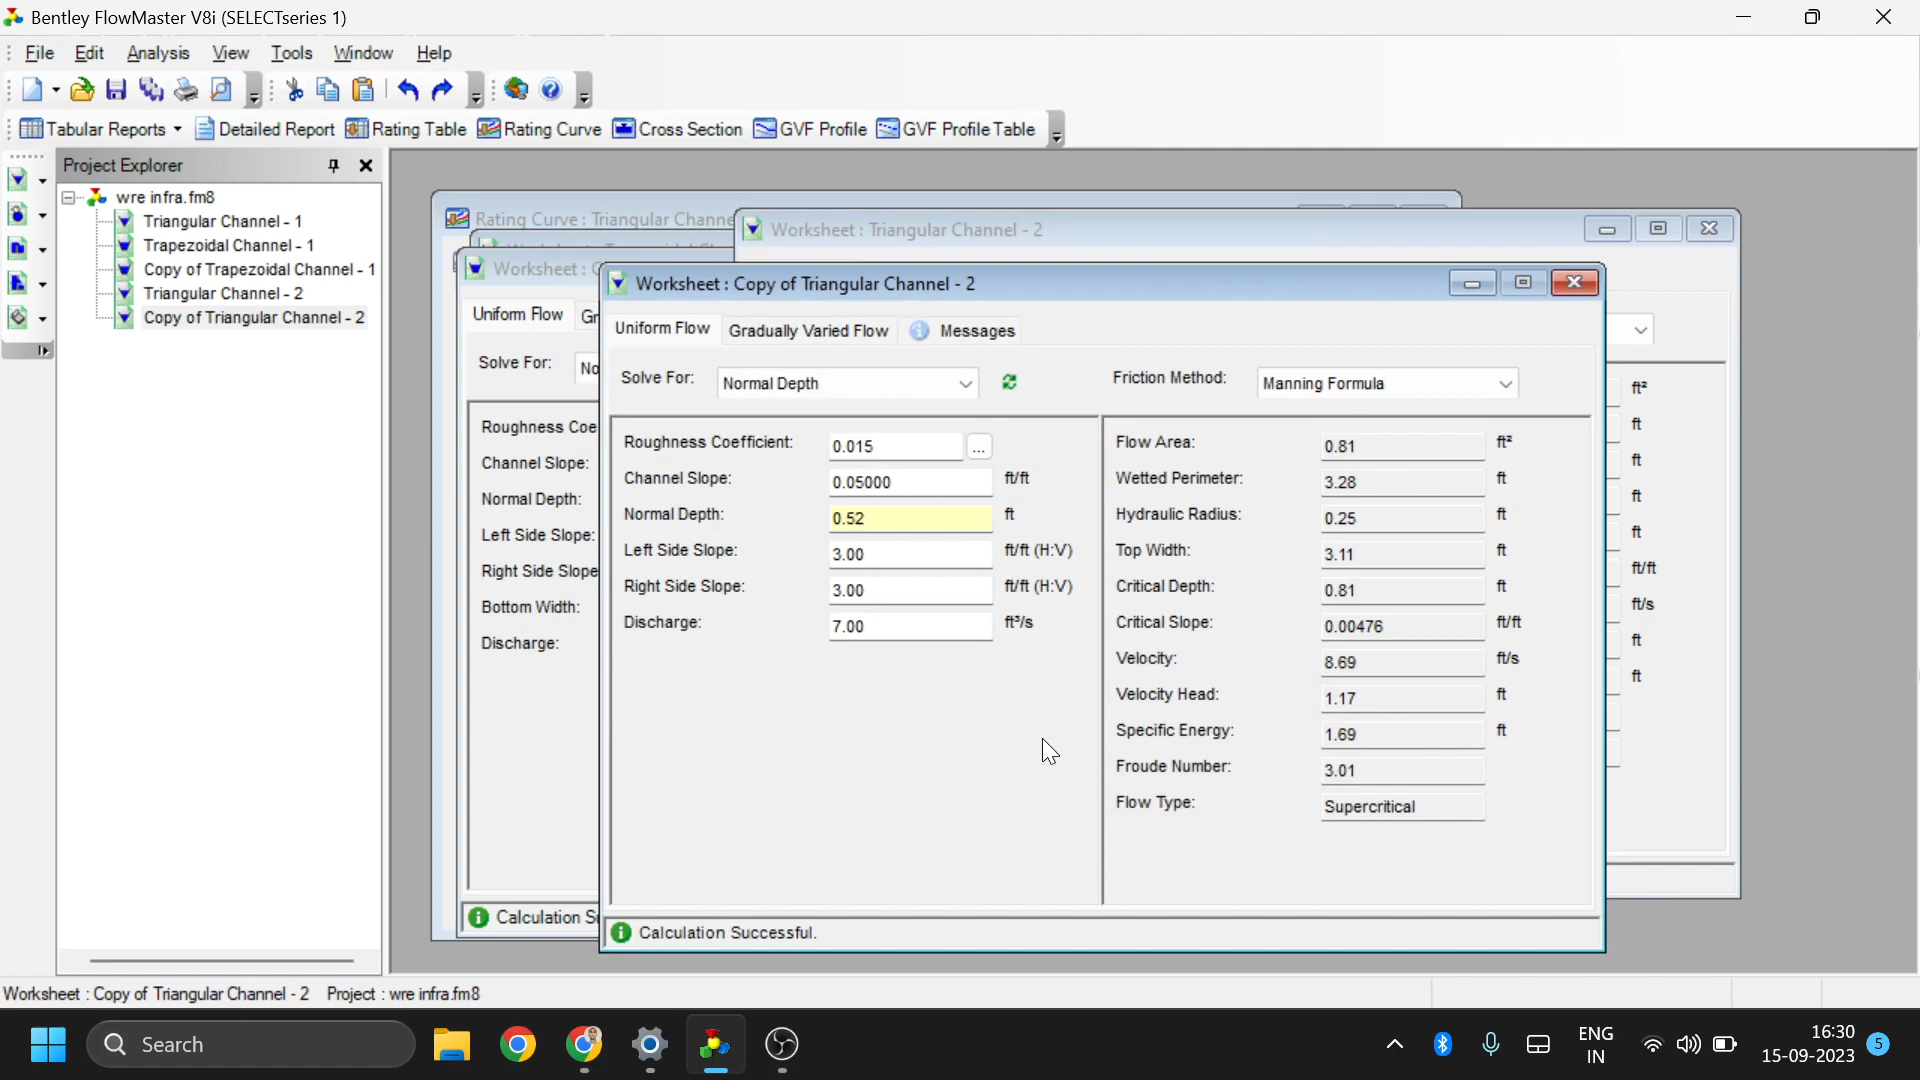 Bentley FlowMaster V8i (SELECTseries 1)
File Edit Analysis View Tools Window Help
Tabular Reports Detailed Report Rating Table Rating Curve Cross Section GVF Profile GVF Profile Table
Project Explorer
wre infra.fm8
Triangular Channel - 1
Trapezoidal Channel - 1
Copy of Trapezoidal Channel - 1
Triangular Channel - 2
Copy of Triangular Channel - 2
Rating Curve : Triangular Channe
Worksheet : Triangular Channel - 2
Worksheet :
Uniform Flow
Solve For: No
Roughness Coe
Channel Slope:
Normal Depth:
Left Side Slope:
Right Side Slope
Bottom Width:
Discharge:
Calculation S
Worksheet : Copy of Triangular Channel - 2
Uniform Flow Gradually Varied Flow Messages
Solve For: Normal Depth Friction Method: Manning Formula
Roughness Coefficient: 0.015 ...
Channel Slope: 0.05000 ft/ft
Normal Depth: 0.52 ft
Left Side Slope: 3.00 ft/ft (H:V)
Right Side Slope: 3.00 ft/ft (H:V)
Discharge: 7.00 ft³/s
Flow Area: 0.81 ft²
Wetted Perimeter: 3.28 ft
Hydraulic Radius: 0.25 ft
Top Width: 3.11 ft
Critical Depth: 0.81 ft
Critical Slope: 0.00476 ft/ft
Velocity: 8.69 ft/s
Velocity Head: 1.17 ft
Specific Energy: 1.69 ft
Froude Number: 3.01
Flow Type: Supercritical
Calculation Successful.
ft²
ft
ft
ft
ft
ft/ft
ft/s
ft
ft
Worksheet : Copy of Triangular Channel - 2 Project : wre infra.fm8
Search
ENG
IN
16:30
15-09-2023
5